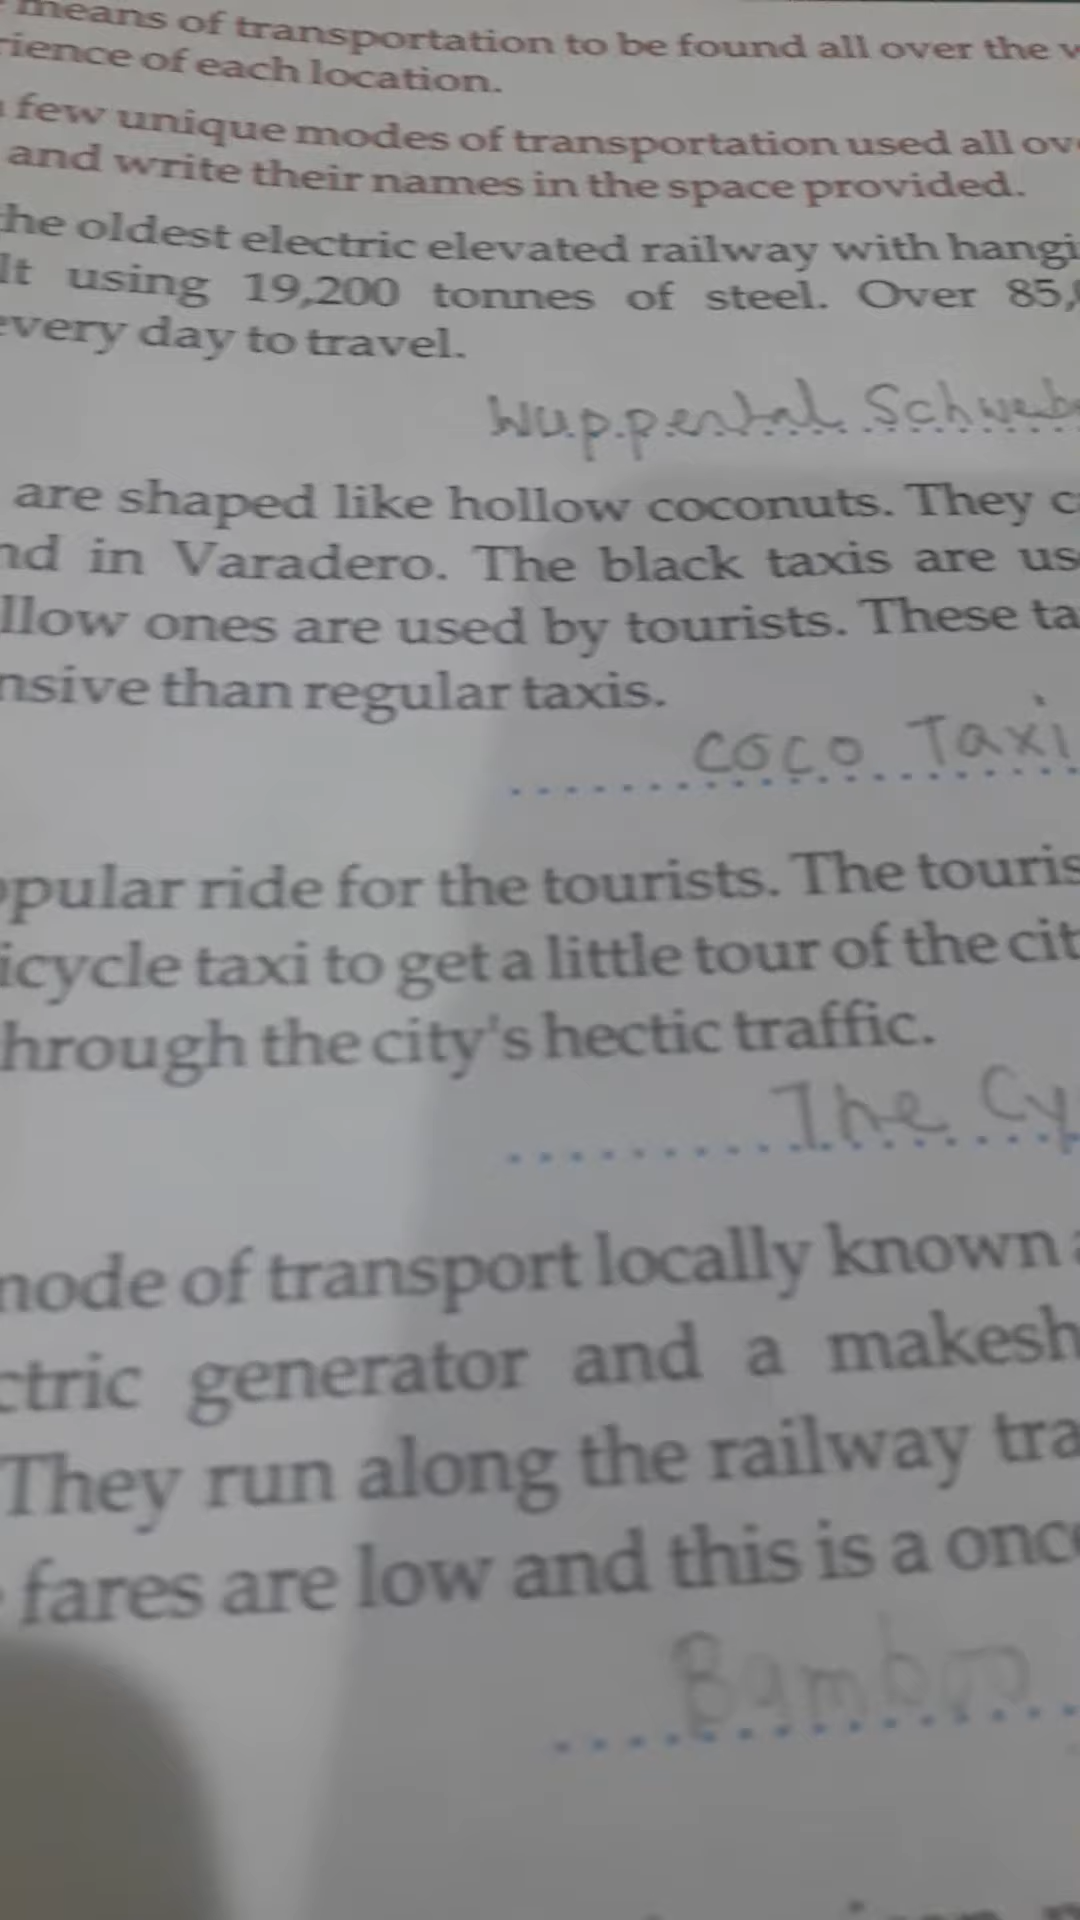 means of transportation to be found all over the
rience of each location.
few unique modes of transportation used all ov
and write their names in the space provided.
he oldest electric elevated railway with hangi
lt using 19,200 tonnes of steel. Over 85,
every day to travel.
Wuppental Schweb
are shaped like hollow coconuts. They c
nd in Varadero. The black taxis are us
llow ones are used by tourists. These ta
nsive than regular taxis.
Coco Taxi
opular ride for the tourists. The touris
icycle taxi to get a little tour of the cit
hrough the city's hectic traffic.
The Cy
mode of transport locally known a
ctric generator and a makesh
They run along the railway tra
fares are low and this is a once
Bamboo